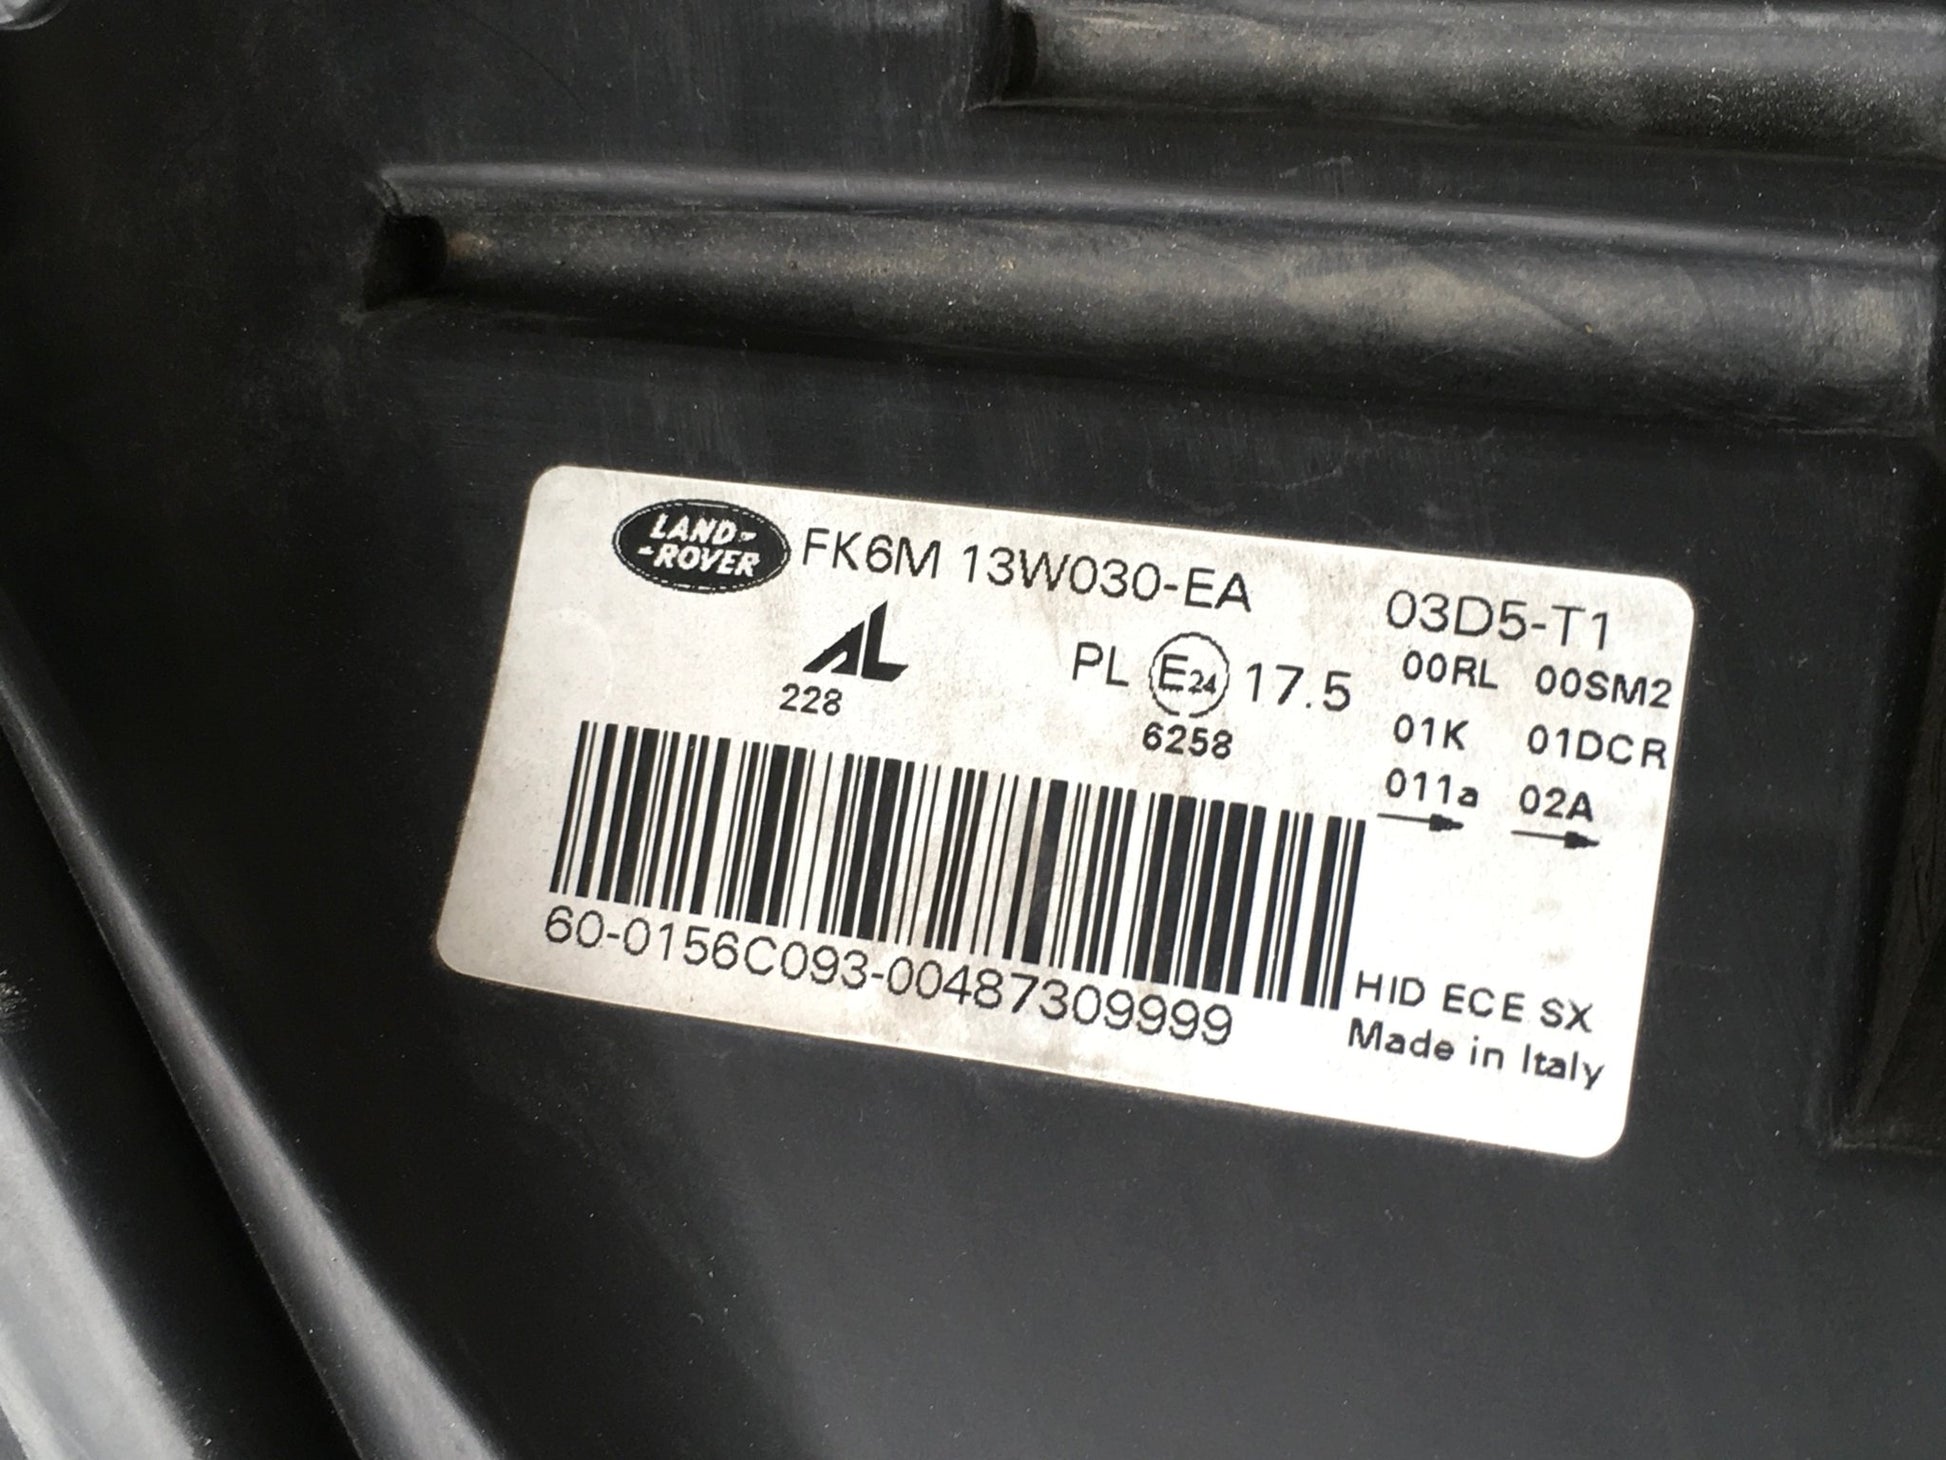 LAND-
-ROVER
FK6M 13W030-EA
03D5-T1
AL
228
PL E24 17.5
6258
00RL 00SM2
01K 01DCR
011a 02A
60-0156C093-00487309999
HID ECE SX
Made in Italy